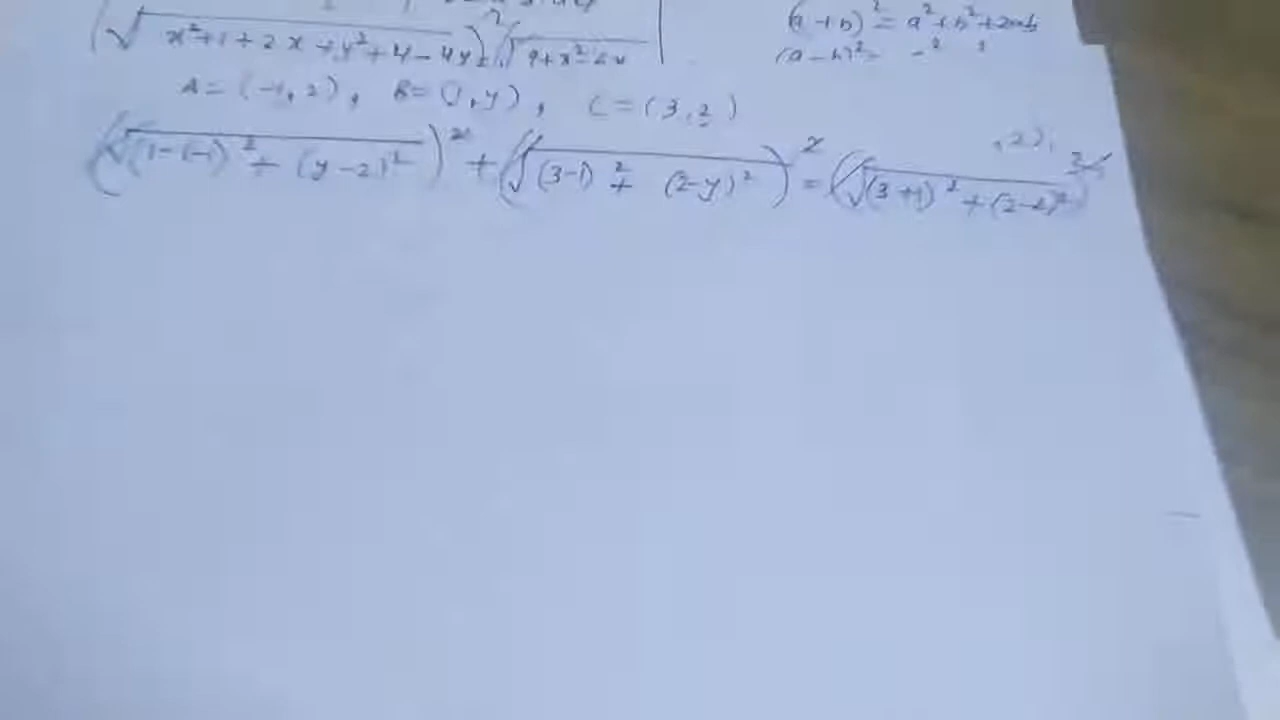 (a+b)² = a²+b²+2ab
(√x²+1+2x+y²+4-4y)² (√9+x²
(a-b)² =
A = (-1, 2), B = (1, y), C = (3, 2)
(√(1-(-1)² + (y-2)²)² + (√(3-1)² + (2-y)²)² = (√(3+1)² + (2-2)²)²